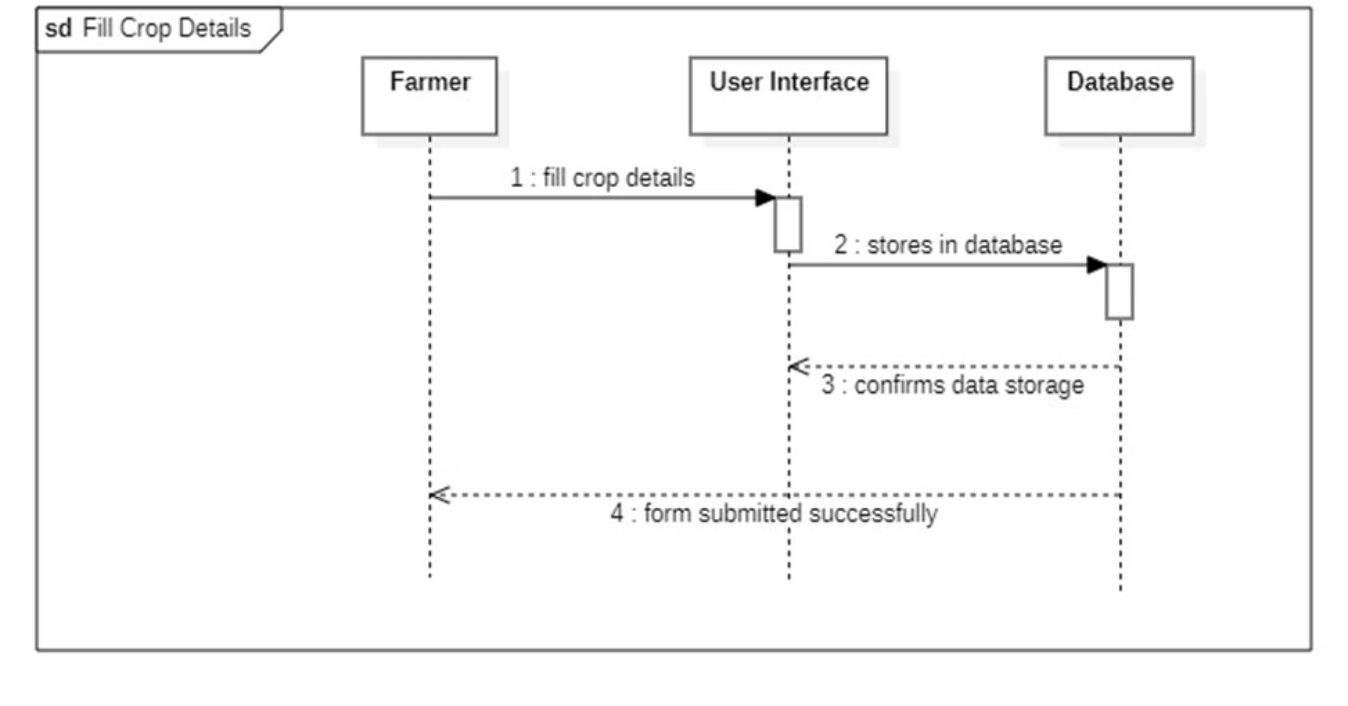 sd Fill Crop Details
Farmer
User Interface
Database
1 : fill crop details
2 : stores in database
3 : confirms data storage
4 : form submitted successfully